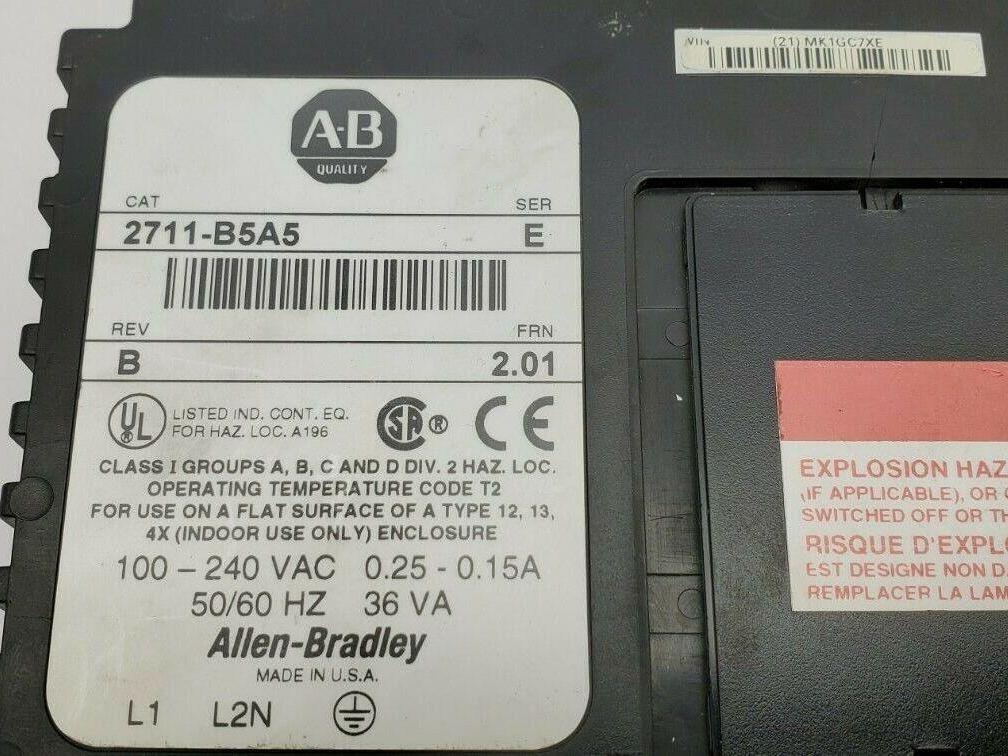 (21) MK1GC7XE
A-B
QUALITY
CAT SER
2711-B5A5 E
REV FRN
B 2.01
UL
LISTED IND. CONT. EQ.
FOR HAZ. LOC. A196
SA ®
CE
CLASS I GROUPS A, B, C AND D DIV. 2 HAZ. LOC.
OPERATING TEMPERATURE CODE T2
FOR USE ON A FLAT SURFACE OF A TYPE 12, 13,
4X (INDOOR USE ONLY) ENCLOSURE
100 – 240 VAC 0.25 - 0.15A
50/60 HZ 36 VA
Allen-Bradley
MADE IN U.S.A.
L1 L2N
EXPLOSION HAZ
(IF APPLICABLE), OR
SWITCHED OFF OR TH
RISQUE D'EXPL
EST DESIGNE NON D
REMPLACER LA LAM